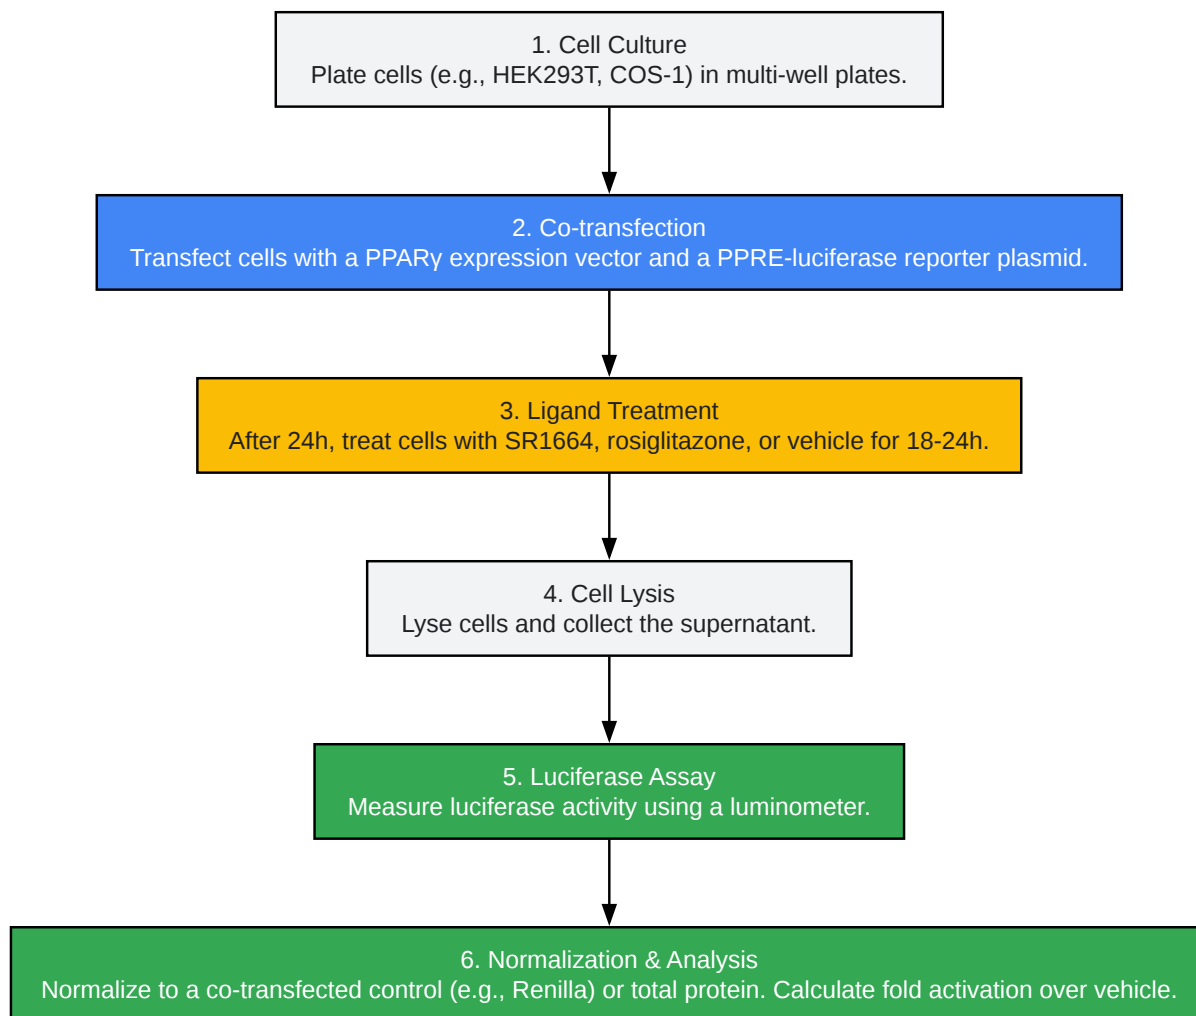 1. Cell Culture
Plate cells (e.g., HEK293T, COS-1) in multi-well plates.
2. Co-transfection
Transfect cells with a PPARγ expression vector and a PPRE-luciferase reporter plasmid.
3. Ligand Treatment
After 24h, treat cells with SR1664, rosiglitazone, or vehicle for 18-24h.
4. Cell Lysis
Lyse cells and collect the supernatant.
5. Luciferase Assay
Measure luciferase activity using a luminometer.
6. Normalization & Analysis
Normalize to a co-transfected control (e.g., Renilla) or total protein. Calculate fold activation over vehicle.